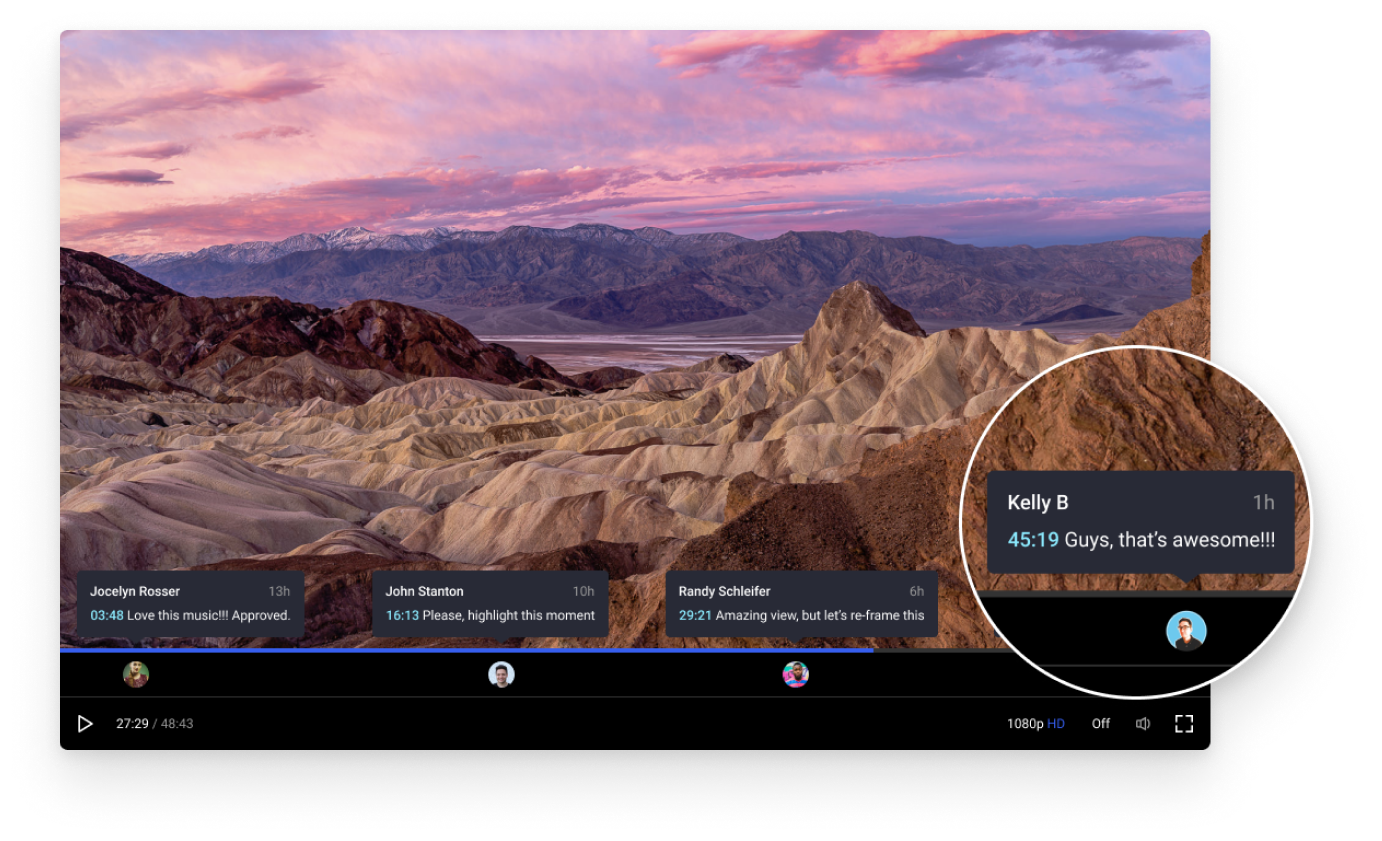 Kelly B 1h
45:19 Guys, that’s awesome!!!
Jocelyn Rosser 13h
03:48 Love this music!!! Approved.
John Stanton 10h
16:13 Please, highlight this moment
Randy Schleifer 6h
29:21 Amazing view, but let’s re-frame this
27:29 / 48:43
1080p HD Off